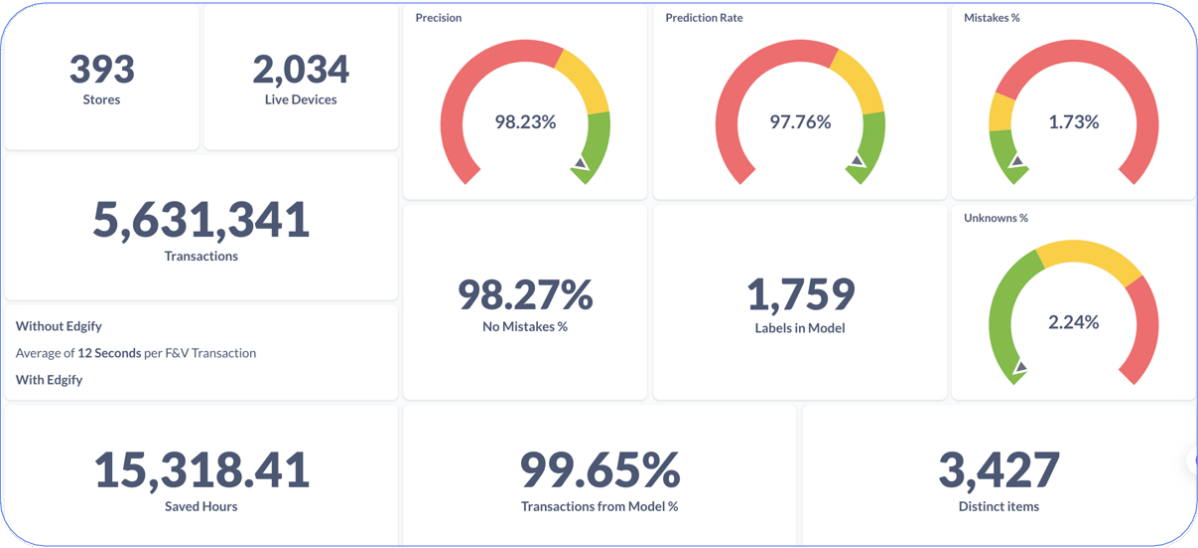 393
Stores
2,034
Live Devices
Precision
98.23%
Prediction Rate
97.76%
Mistakes %
1.73%
5,631,341
Transactions
98.27%
No Mistakes %
1,759
Labels in Model
Unknowns %
2.24%
Without Edgify
Average of 12 Seconds per F&V Transaction
With Edgify
15,318.41
Saved Hours
99.65%
Transactions from Model %
3,427
Distinct items